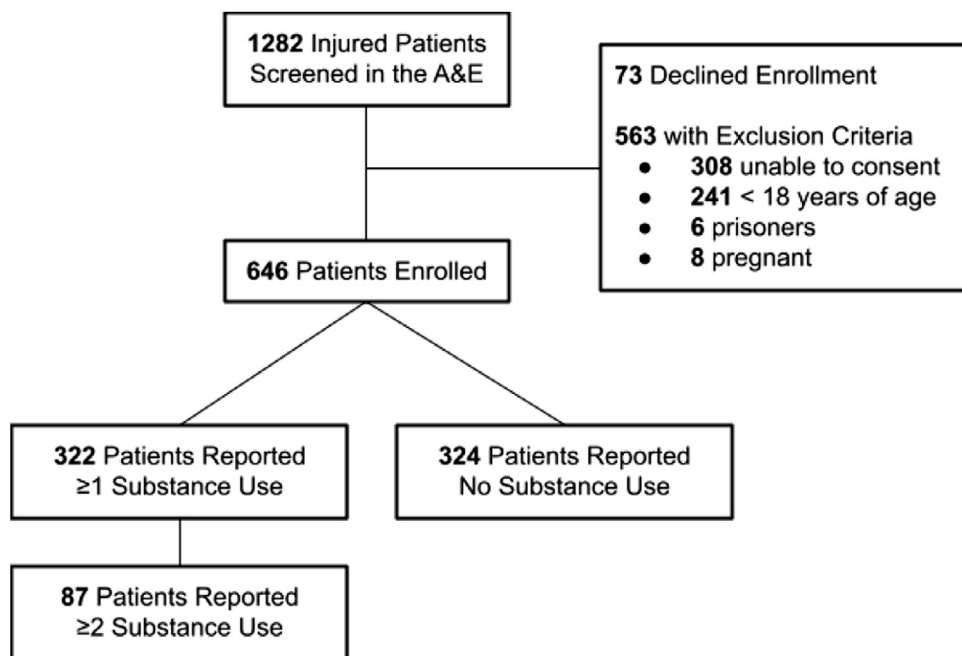 1282 Injured Patients
Screened in the A&E
73 Declined Enrollment
563 with Exclusion Criteria
● 308 unable to consent
● 241 < 18 years of age
● 6 prisoners
● 8 pregnant
646 Patients Enrolled
322 Patients Reported
≥1 Substance Use
324 Patients Reported
No Substance Use
87 Patients Reported
≥2 Substance Use